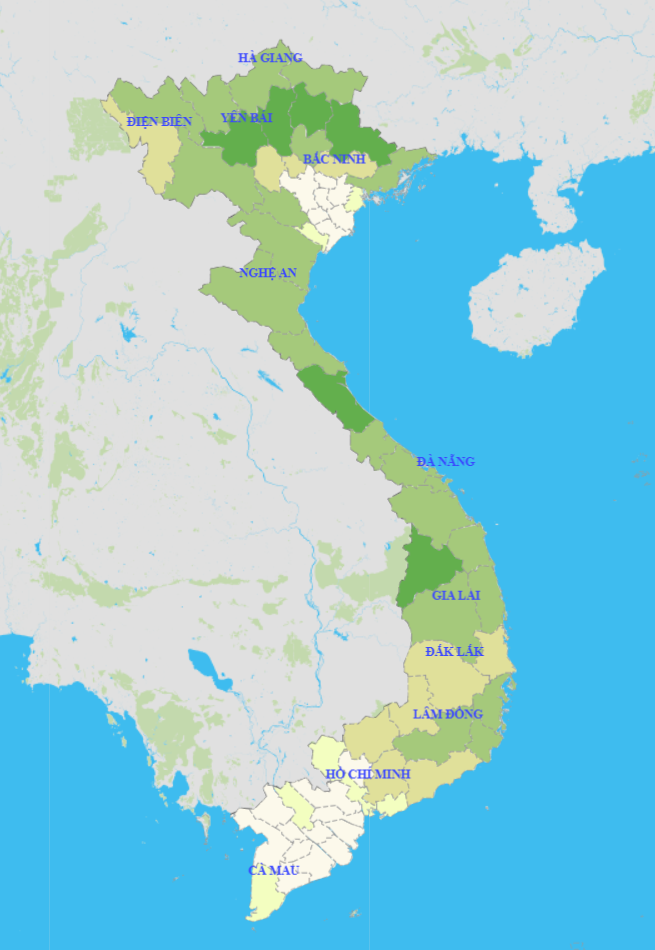 HÀ GIANG
YÊN BÁI
ĐIỆN BIÊN
BẮC NINH
NGHỆ AN
ĐÀ NẴNG
GIA LAI
ĐẮK LẮK
LÂM ĐỒNG
HỒ CHÍ MINH
CÀ MAU